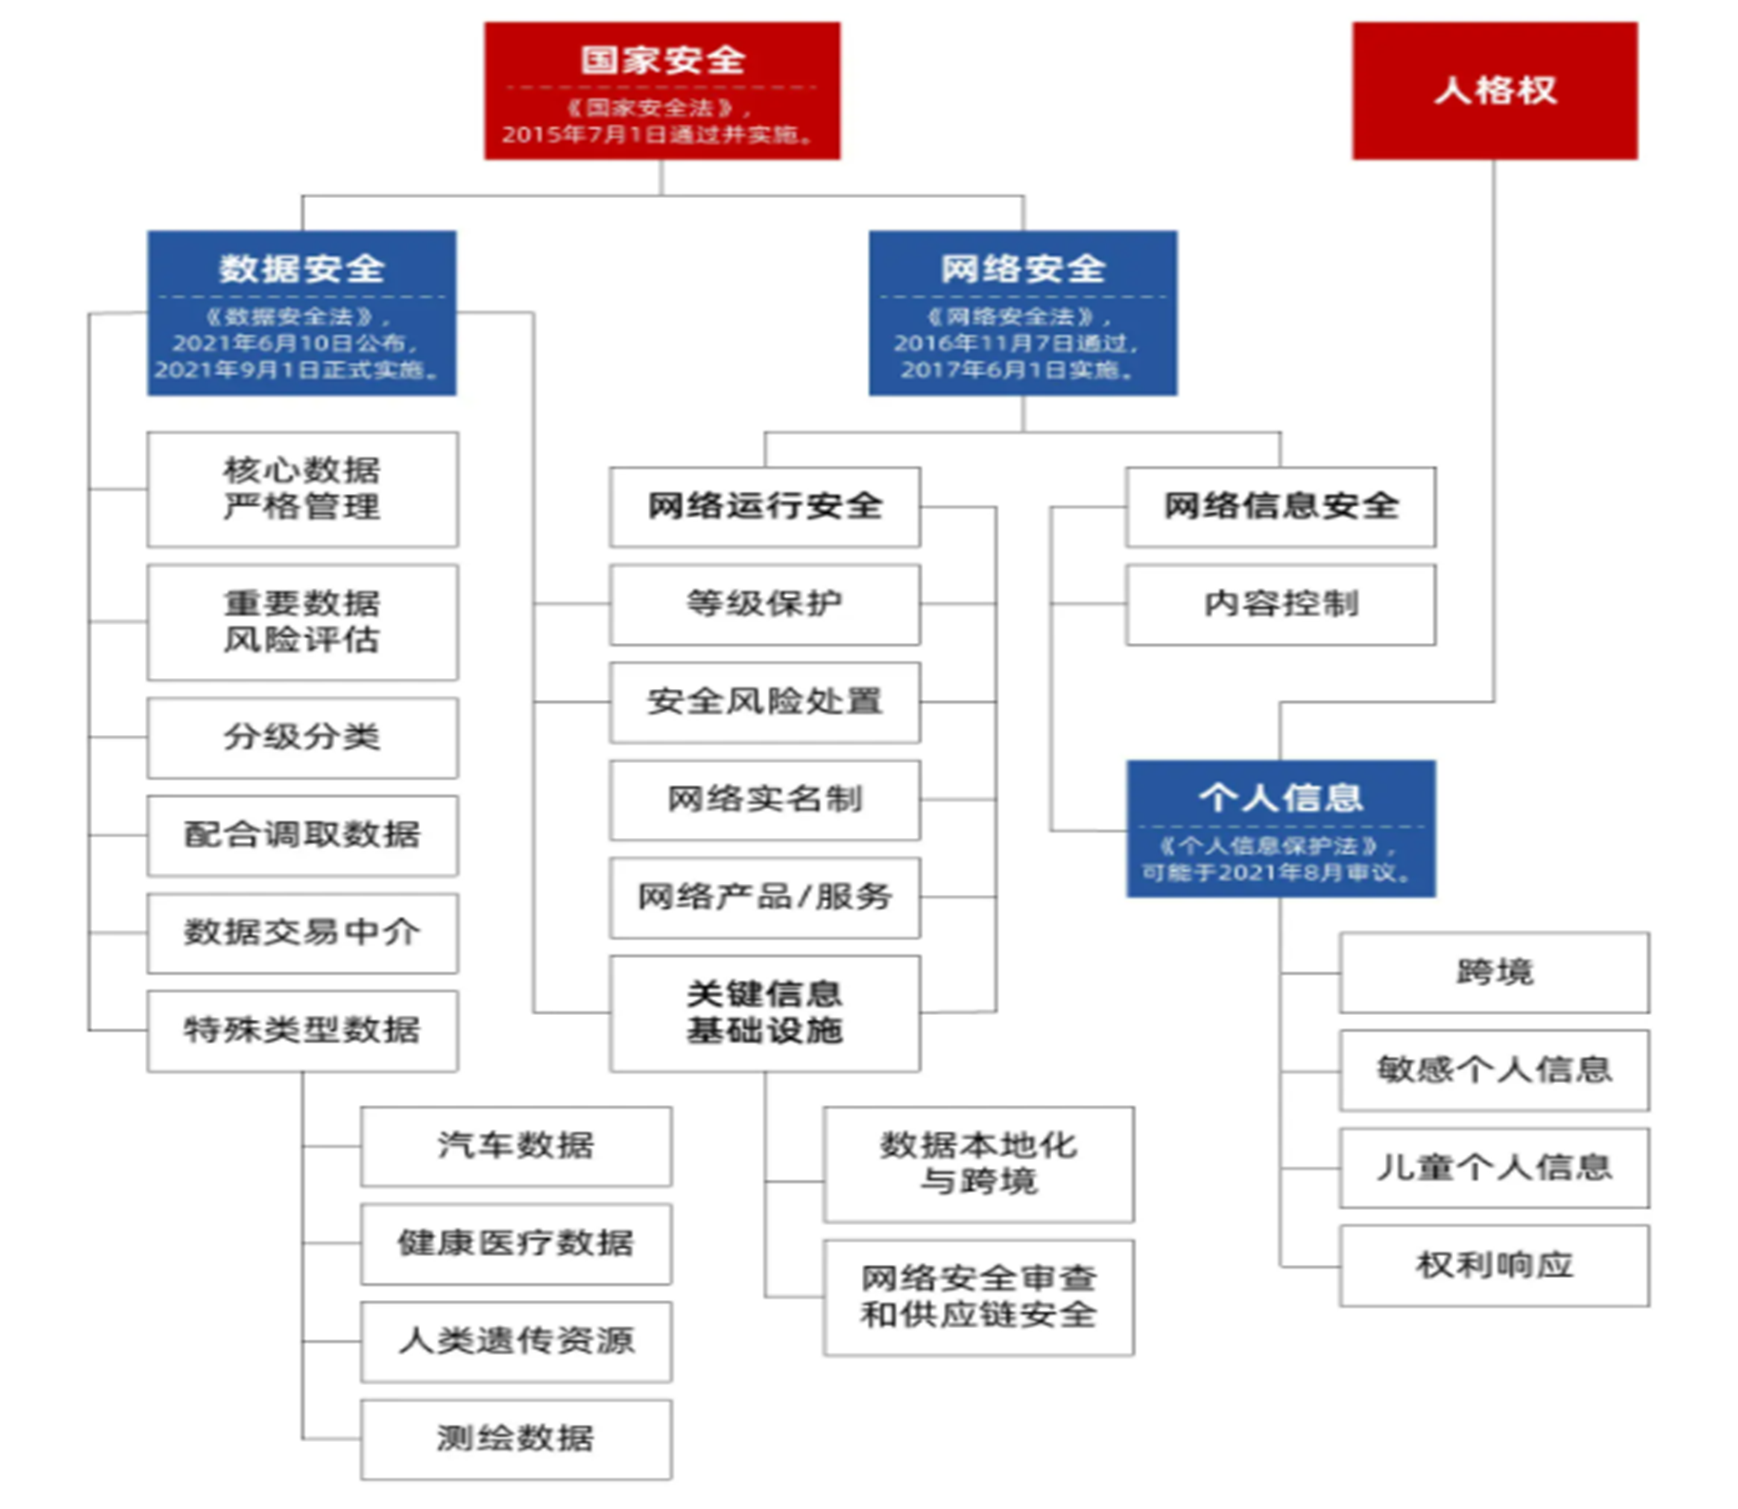 国家安全
《国家安全法》，
2015年7月1日通过并实施。
人格权
数据安全
《数据安全法》，
2021年6月10日公布，
2021年9月1日正式实施。
网络安全
《网络安全法》，
2016年11月7日通过，
2017年6月1日实施。
核心数据
严格管理
重要数据
风险评估
分级分类
配合调取数据
数据交易中介
特殊类型数据
汽车数据
健康医疗数据
人类遗传资源
测绘数据
网络运行安全
等级保护
安全风险处置
网络实名制
网络产品/服务
关键信息
基础设施
数据本地化
与跨境
网络安全审查
和供应链安全
网络信息安全
内容控制
个人信息
《个人信息保护法》，
可能于2021年8月审议。
跨境
敏感个人信息
儿童个人信息
权利响应